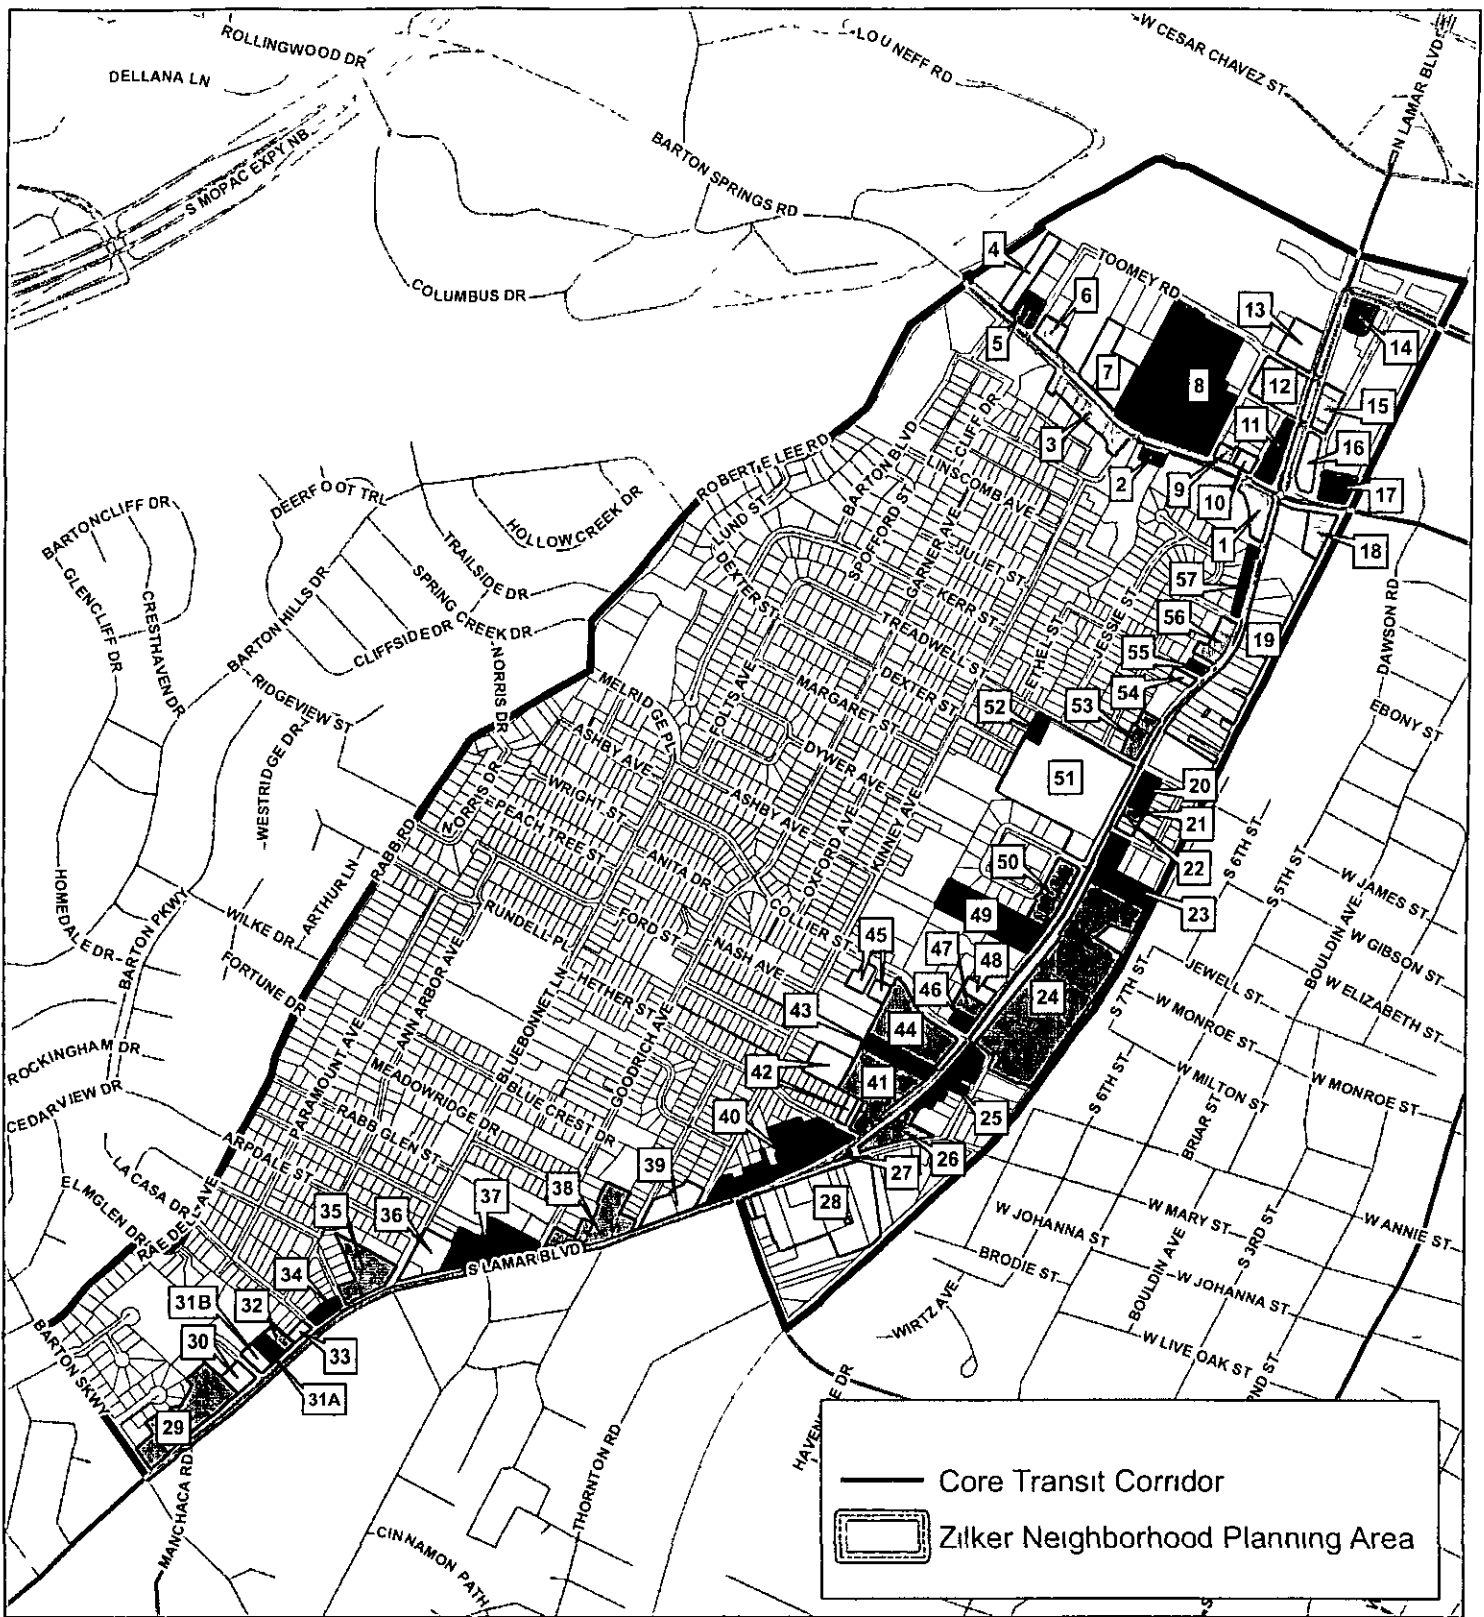 ROLLINGWOOD DR
DELLANA LN
LOU NEFF RD
W CESAR CHAVEZ ST
N LAMAR BLVD
S MOPAC EXPY NB
BARTON SPRINGS RD
COLUMBUS DR
TOOMEY RD
4
6
13
5
14
7
8
12
15
3
11
16
CLIFF DR
ROBERT E LEE RD
BARTON BLVD
LINSCOMB AVE
2
9
10
17
1
18
DEERFOOT TRL
HOLLOW CREEK DR
BARTONCLIFF DR
LUND ST
SPOFFORD ST
GARNER AVE
JULIET ST
57
TRAILSIDE DR
SPRING CREEK DR
DEXTER ST
KERR ST
ETHEL ST
JESSIE ST
56
GLENCLIFF DR
CRESTHAVEN DR
BARTON HILLS DR
CLIFFSIDE DR
NORRIS DR
TREADWELL ST
55
19
DAWSON RD
RIDGEVIEW ST
MELRIDGE PL
FOLTS AVE
MARGARET ST
DEXTER ST
54
52
53
EBONY ST
WESTRIDGE DR
ASHBY AVE
DYWER AVE
51
20
NORRIS DR
WRIGHT ST
ASHBY AVE
OXFORD AVE
KINNEY AVE
21
S 6TH ST
S 5TH ST
PEACH TREE ST
RABB RD
ANITA DR
50
22
W JAMES ST
HOMEDALE DR
BARTON PKWY
ARTHUR LN
WILKE DR
RUNDELL PL
FORD ST
COLLIER ST
49
23
BOULDIN AVE
W GIBSON ST
FORTUNE DR
ANN ARBOR AVE
BLUEBONNET LN
HETHER ST
NASH AVE
45
47
48
24
JEWELL ST
W ELIZABETH ST
S 7TH ST
W MONROE ST
46
43
44
ROCKINGHAM DR
PARAMOUNT AVE
GOODRICH AVE
42
41
S 6TH ST
W MILTON ST
W MONROE ST
CEDARVIEW DR
MEADOWRIDGE DR
BLUE CREST DR
40
25
BRIAR ST
RABB GLEN ST
ARPDALE ST
39
27
26
LA CASA DR
ELMGLEN DR
RAE DELL AVE
35
36
37
38
28
W JOHANNA ST
W MARY ST
S 3RD ST
W ANNIE ST
S LAMAR BLVD
BRODIE ST
BOULDIN AVE
W JOHANNA ST
34
31B
32
30
33
WIRTZ AVE
W LIVE OAK ST
BARTON SKWY
31A
29
MANCHACA RD
THORNTON RD
CINNAMON PATH
Core Transit Corridor
Zilker Neighborhood Planning Area